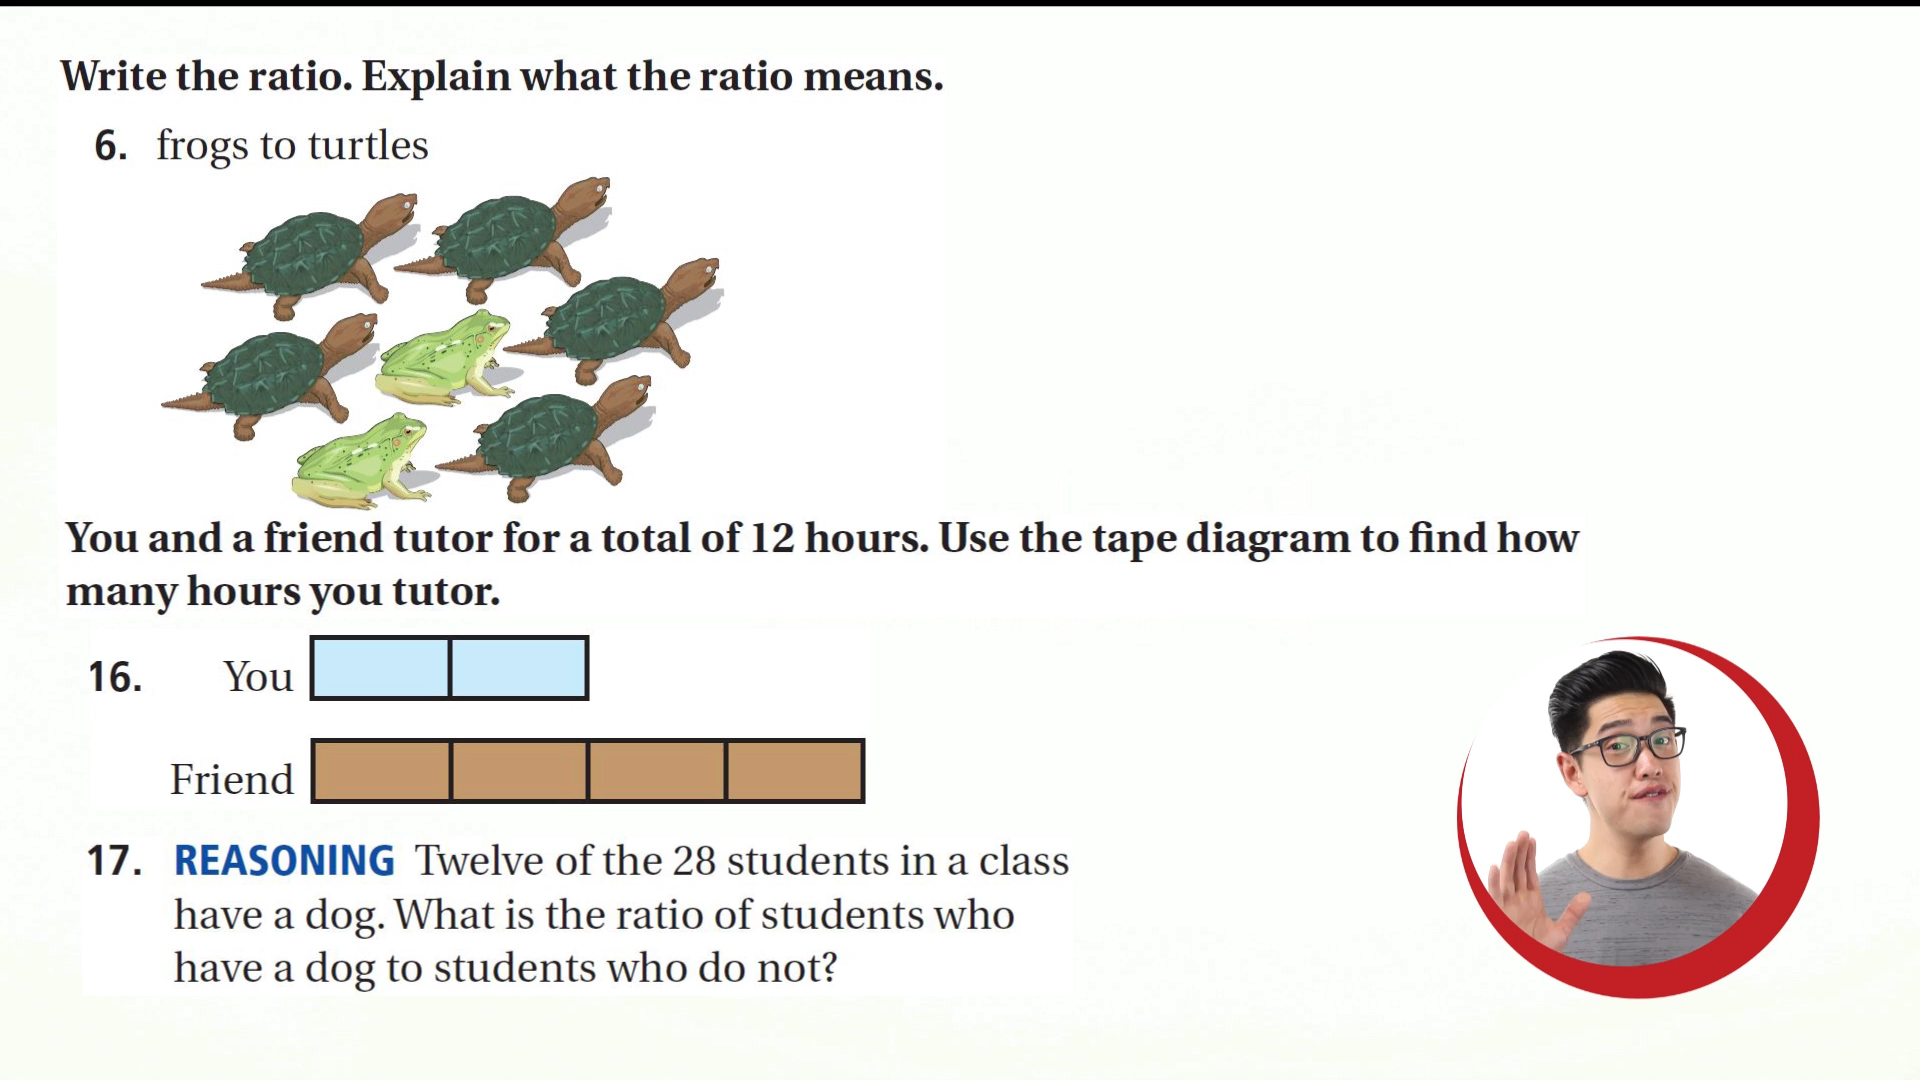 Write the ratio. Explain what the ratio means.
6. frogs to turtles
You and a friend tutor for a total of 12 hours. Use the tape diagram to find how
many hours you tutor.
16. You
Friend
17. REASONING Twelve of the 28 students in a class
have a dog. What is the ratio of students who
have a dog to students who do not?